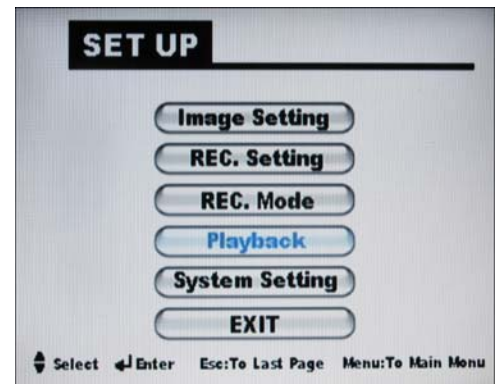 SET UP
Image Setting
REC. Setting
REC. Mode
Playback
System Setting
EXIT
Select Enter Esc:To Last Page Menu:To Main Monu